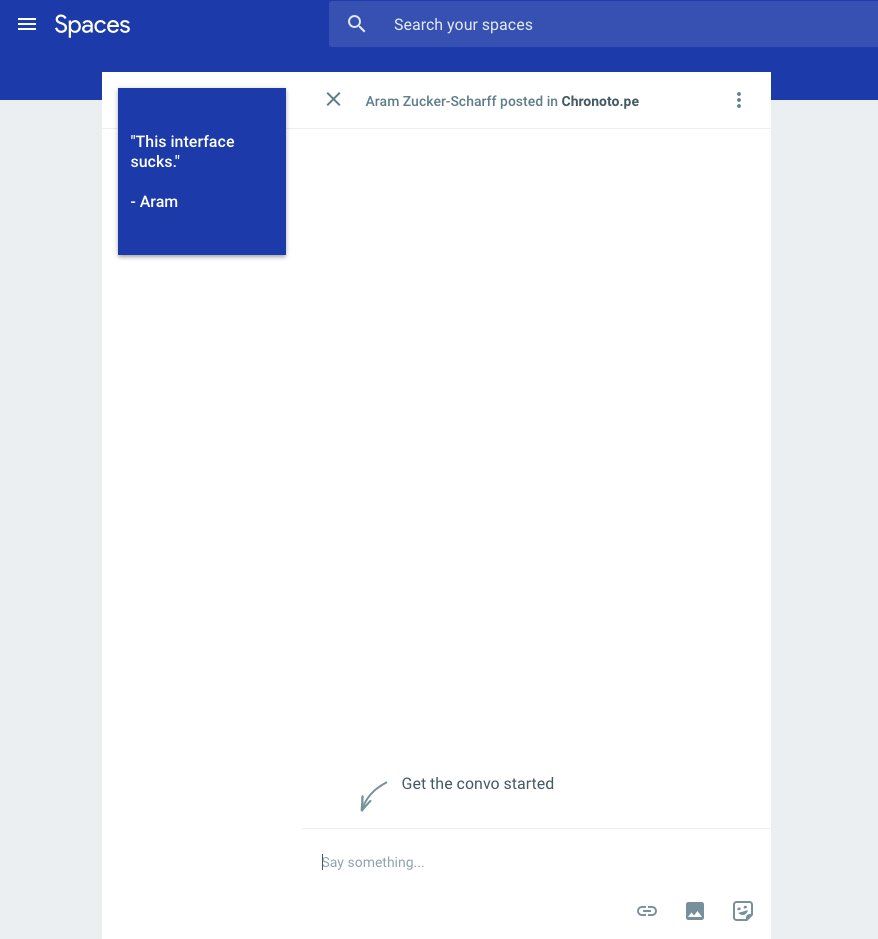 Spaces
Search your spaces
Aram Zucker-Scharff posted in Chronoto.pe
"This interface
sucks."
- Aram
Get the convo started
Say something...